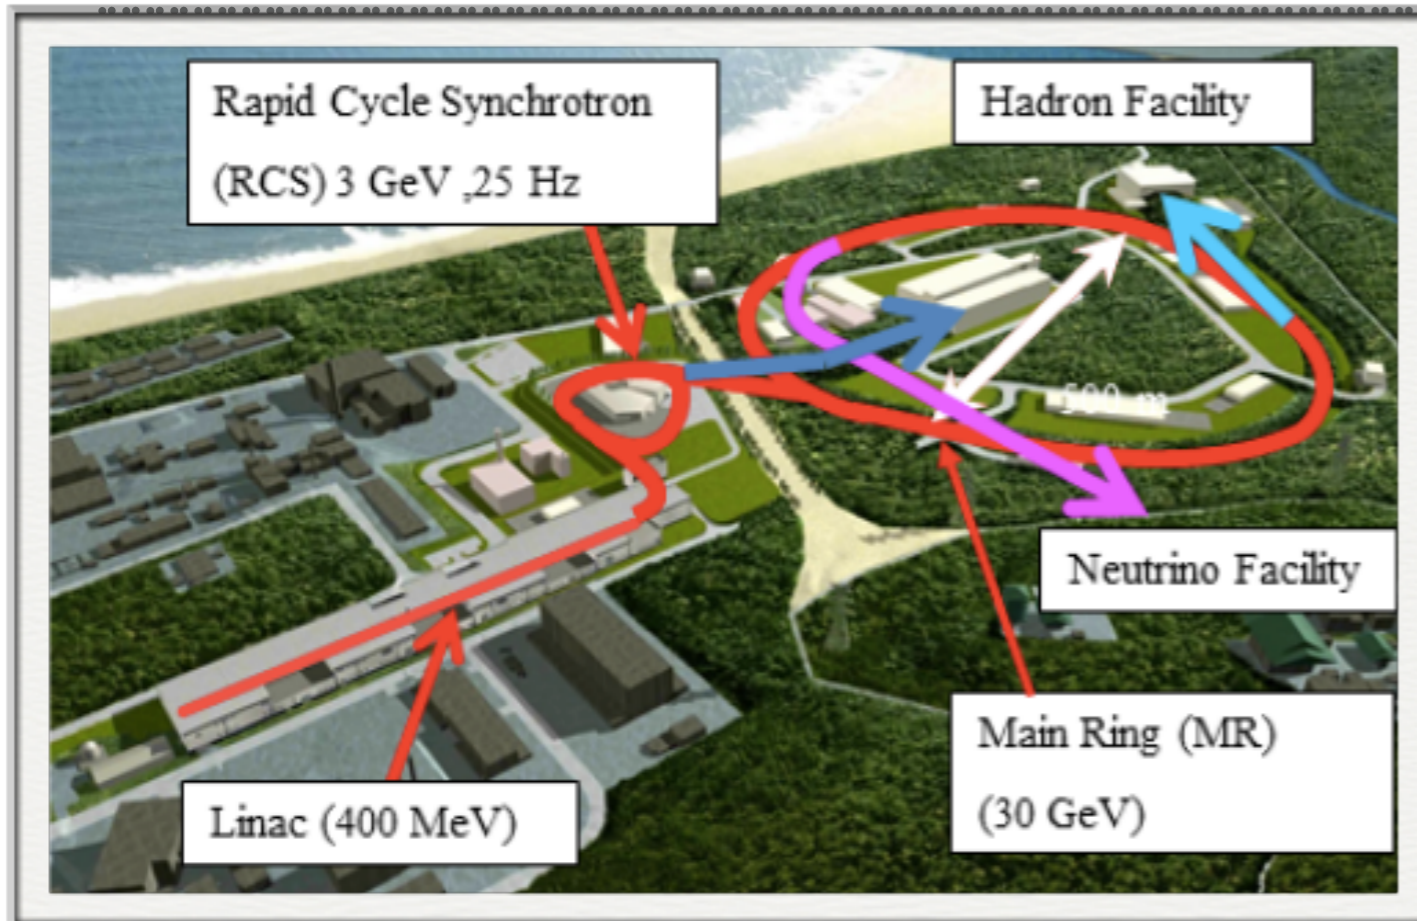 Rapid Cycle Synchrotron
(RCS) 3 GeV ,25 Hz
Hadron Facility
500 m
Neutrino Facility
Main Ring (MR)
(30 GeV)
Linac (400 MeV)